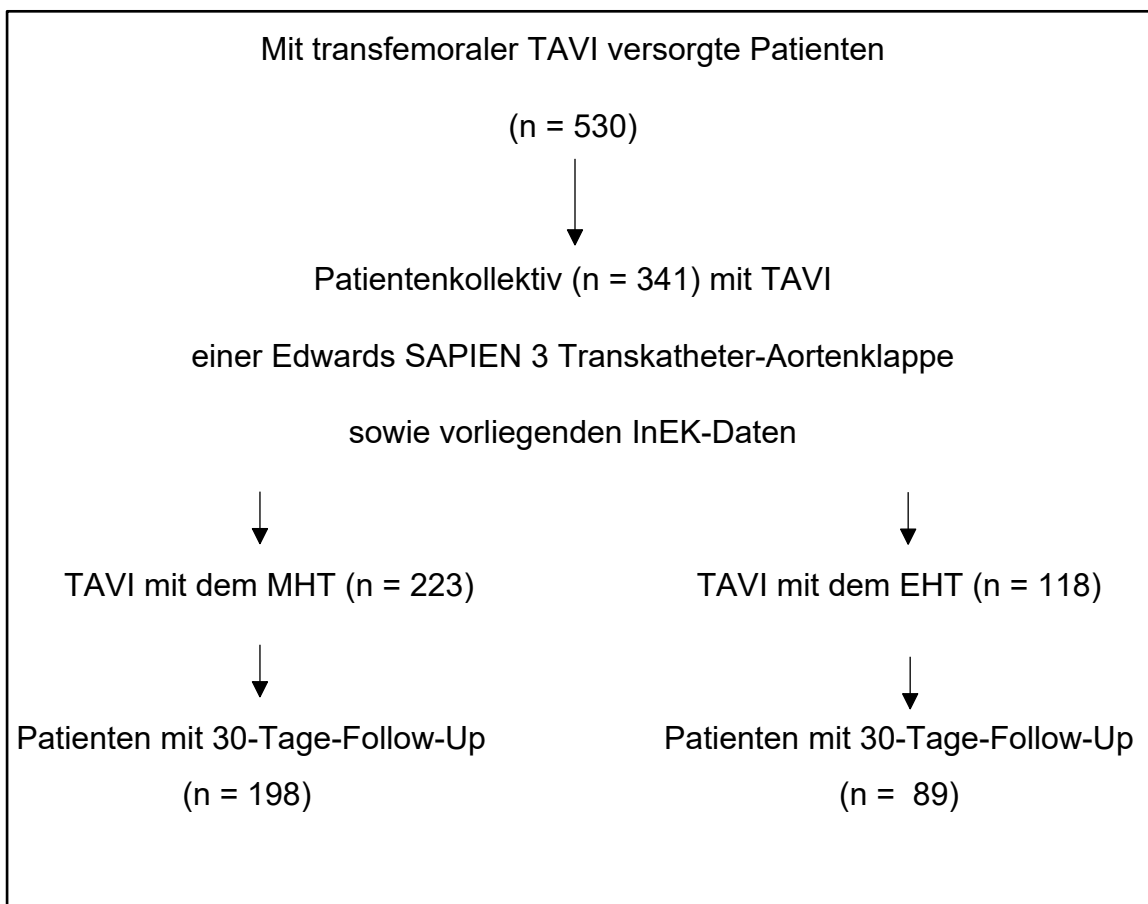 Mit transfemoraler TAVI versorgte Patienten
(n = 530)
Patientenkollektiv (n = 341) mit TAVI
einer Edwards SAPIEN 3 Transkatheter-Aortenklappe
sowie vorliegenden InEK-Daten
TAVI mit dem MHT (n = 223)
TAVI mit dem EHT (n = 118)
Patienten mit 30-Tage-Follow-Up
(n = 198)
Patienten mit 30-Tage-Follow-Up
(n =  89)